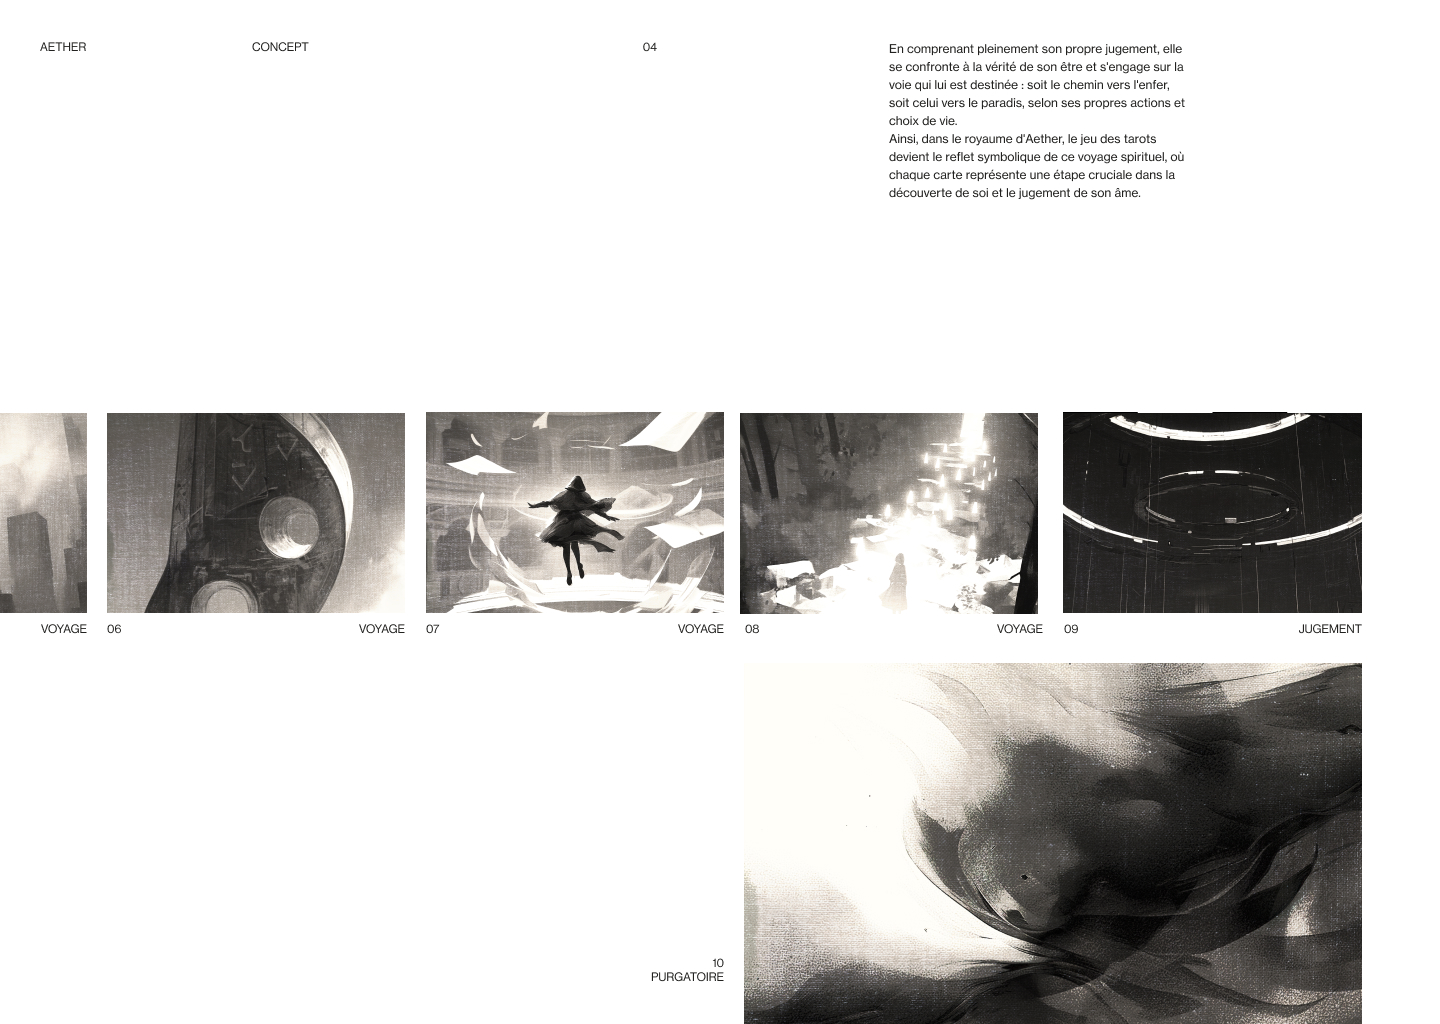 AETHER
CONCEPT
04
En comprenant pleinement son propre jugement, elle
se confronte à la vérité de son être et s'engage sur la
voie qui lui est destinée : soit le chemin vers l'enfer,
soit celui vers le paradis, selon ses propres actions et
choix de vie.
Ainsi, dans le royaume d'Aether, le jeu des tarots
devient le reflet symbolique de ce voyage spirituel, où
chaque carte représente une étape cruciale dans la
découverte de soi et le jugement de son âme.
VOYAGE
06
VOYAGE
07
VOYAGE
08
VOYAGE
09
JUGEMENT
10
PURGATOIRE